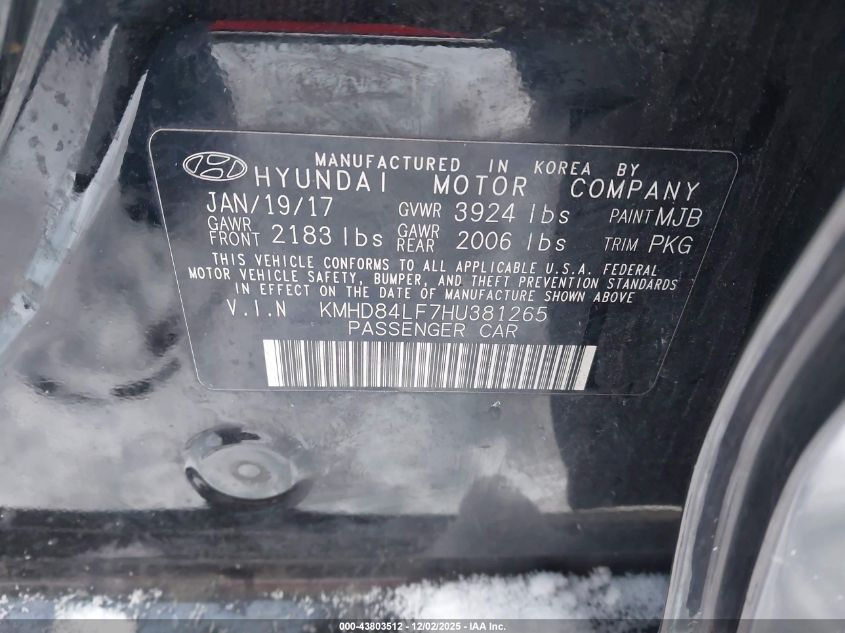 MANUFACTURED IN KOREA BY
HYUNDAI MOTOR COMPANY
JAN/19/17 GVWR 3924 lbs PAINT MJB
GAWR FRONT 2183 lbs GAWR REAR 2006 lbs TRIM PKG
THIS VEHICLE CONFORMS TO ALL APPLICABLE U.S.A. FEDERAL
MOTOR VEHICLE SAFETY, BUMPER, AND THEFT PREVENTION STANDARDS
IN EFFECT ON THE DATE OF MANUFACTURE SHOWN ABOVE
V.I.N KMHD84LF7HU381265
PASSENGER CAR
000-43803512 - 12/02/2025 - IAA Inc.